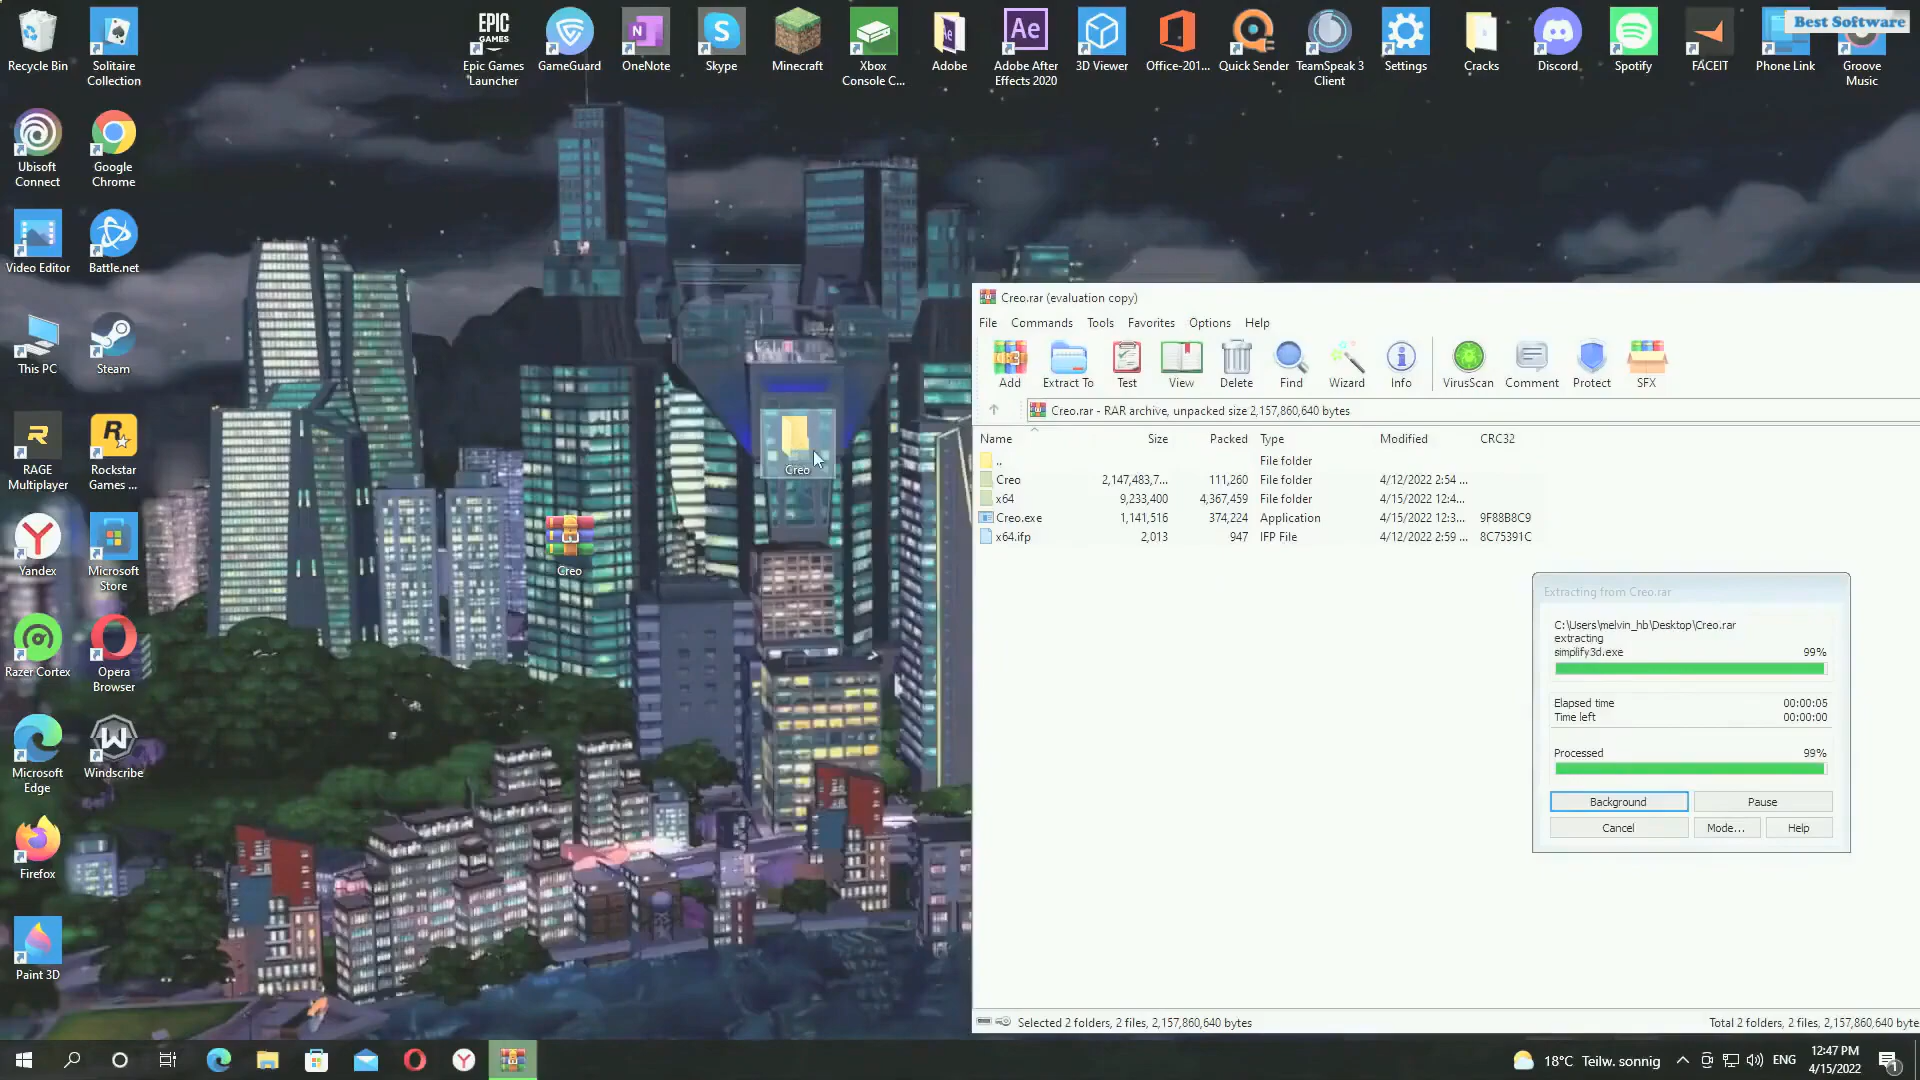 Recycle Bin
Solitaire
Collection
EPIC
GAMES
Epic Games
Launcher
GameGuard
OneNote
Skype
Minecraft
Xbox
Console C...
Adobe
Adobe After
Effects 2020
3D Viewer
Office-201...
Quick Sender
TeamSpeak 3
Client
Settings
Cracks
Discord
Spotify
FACEIT
Phone Link
Groove
Music
Best Software
Ubisoft
Connect
Google
Chrome
Video Editor
Battle.net
This PC
Steam
RAGE
Multiplayer
Rockstar
Games ...
Yandex
Microsoft
Store
Razer Cortex
Opera
Browser
Microsoft
Edge
Windscribe
Firefox
Paint 3D
Creo
Creo
Creo.rar (evaluation copy)
File Commands Tools Favorites Options Help
Add Extract To Test View Delete Find Wizard Info VirusScan Comment Protect SFX
Creo.rar - RAR archive, unpacked size 2,157,860,640 bytes
Name Size Packed Type Modified CRC32
.. File folder
Creo 2,147,483,7... 111,260 File folder 4/12/2022 2:54 ...
x64 9,233,400 4,367,459 File folder 4/15/2022 12:4...
Creo.exe 1,141,516 374,224 Application 4/15/2022 12:3... 9F88B8C9
x64.ifp 2,013 947 IFP File 4/12/2022 2:59 ... 8C75391C
Extracting from Creo.rar
C:\Users\melvin_hb\Desktop\Creo.rar
extracting
simplify3d.exe 99%
Elapsed time 00:00:05
Time left 00:00:00
Processed 99%
Background Pause
Cancel Mode... Help
Selected 2 folders, 2 files, 2,157,860,640 bytes
Total 2 folders, 2 files, 2,157,860,640 byte
18°C Teilw. sonnig
ENG
12:47 PM
4/15/2022
1